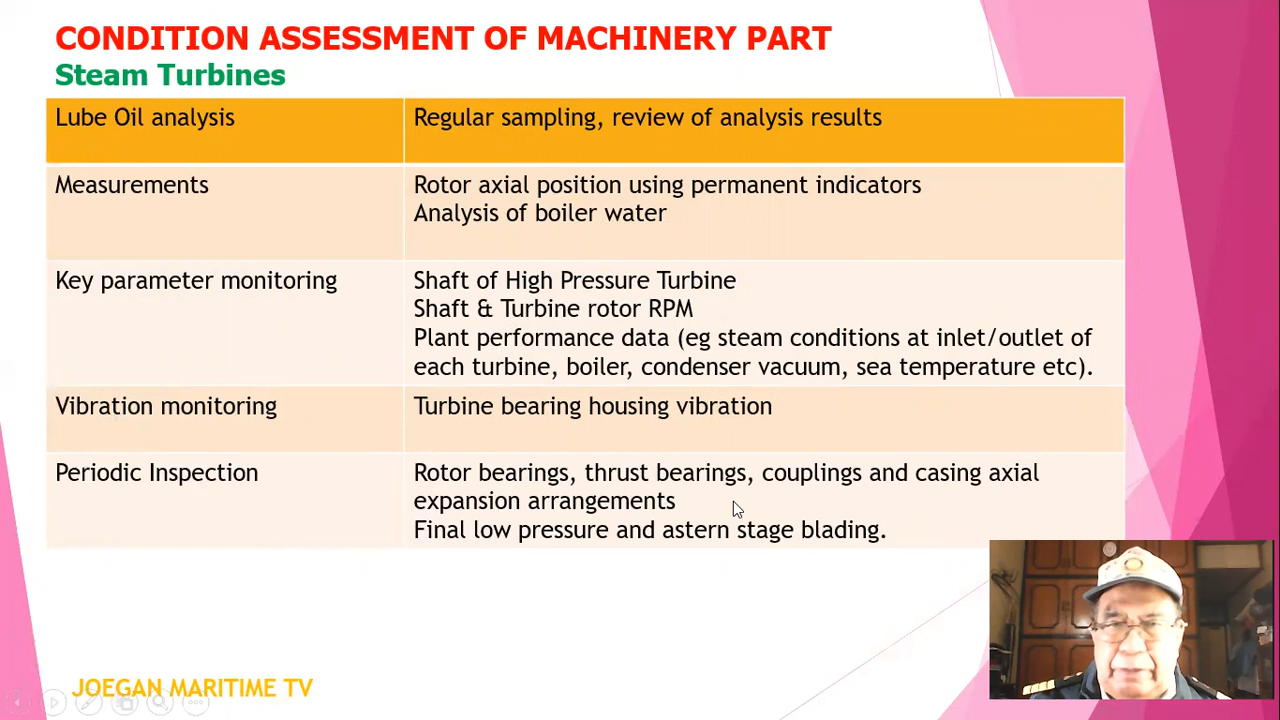 CONDITION ASSESSMENT OF MACHINERY PART
Steam Turbines
Lube Oil analysis
Regular sampling, review of analysis results
Measurements
Rotor axial position using permanent indicators
Analysis of boiler water
Key parameter monitoring
Shaft of High Pressure Turbine
Shaft & Turbine rotor RPM
Plant performance data (eg steam conditions at inlet/outlet of
each turbine, boiler, condenser vacuum, sea temperature etc).
Vibration monitoring
Turbine bearing housing vibration
Periodic Inspection
Rotor bearings, thrust bearings, couplings and casing axial
expansion arrangements
Final low pressure and astern stage blading.
JOEGAN MARITIME TV